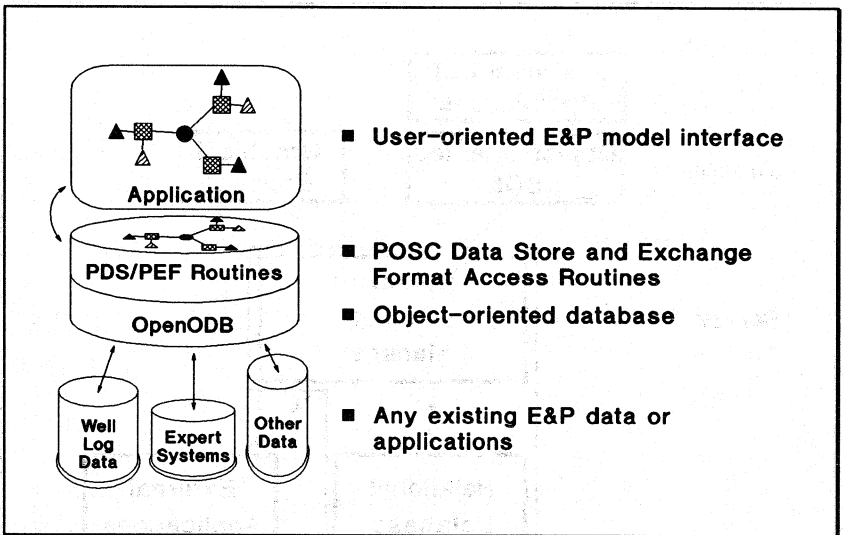 Application
■ User-oriented E&P model interface
PDS/PEF Routines
■ POSC Data Store and Exchange
Format Access Routines
OpenODB
■ Object-oriented database
Well
Log
Data
Expert
Systems
Other
Data
■ Any existing E&P data or
applications